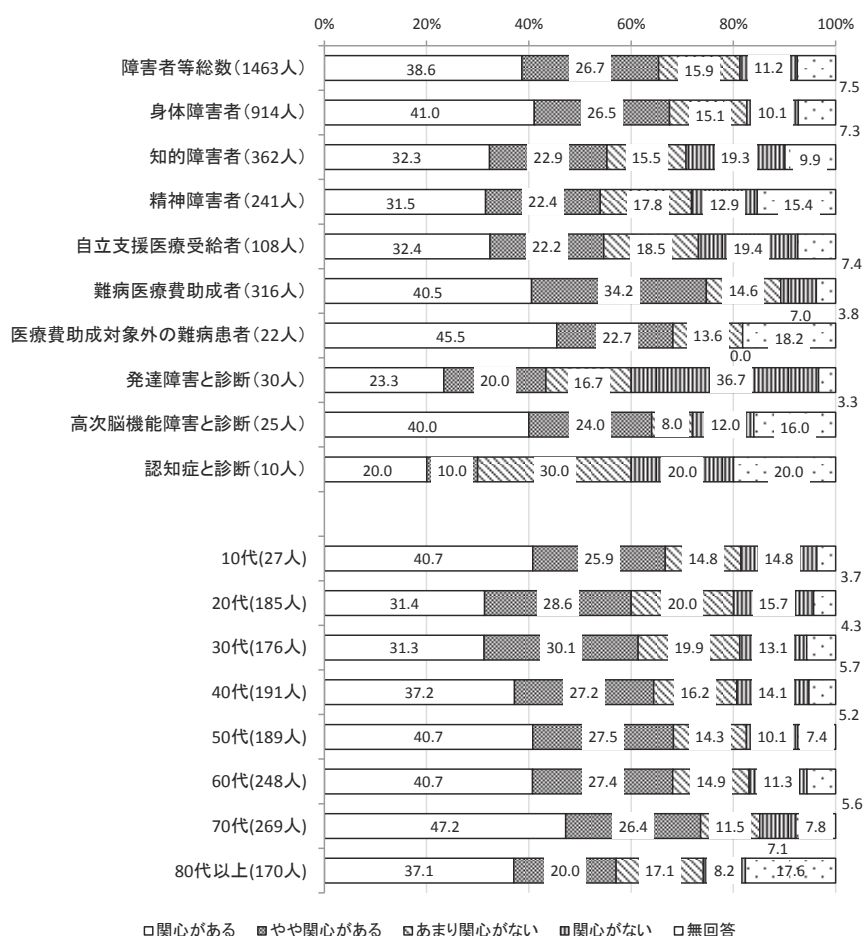 0% 20% 40% 60% 80% 100%
障害者等総数(1463人) 38.6 26.7 15.9 11.2 7.5
身体障害者(914人) 41.0 26.5 15.1 10.1 7.3
知的障害者(362人) 32.3 22.9 15.5 19.3 9.9
精神障害者(241人) 31.5 22.4 17.8 12.9 15.4
自立支援医療受給者(108人) 32.4 22.2 18.5 19.4 7.4
難病医療費助成者(316人) 40.5 34.2 14.6 7.0 3.8
医療費助成対象外の難病患者(22人) 45.5 22.7 13.6 0.0 18.2
発達障害と診断(30人) 23.3 20.0 16.7 36.7 3.3
高次脳機能障害と診断(25人) 40.0 24.0 8.0 12.0 16.0
認知症と診断(10人) 20.0 10.0 30.0 20.0 20.0
10代(27人) 40.7 25.9 14.8 14.8 3.7
20代(185人) 31.4 28.6 20.0 15.7 4.3
30代(176人) 31.3 30.1 19.9 13.1 5.7
40代(191人) 37.2 27.2 16.2 14.1 5.2
50代(189人) 40.7 27.5 14.3 10.1 7.4
60代(248人) 40.7 27.4 14.9 11.3 5.6
70代(269人) 47.2 26.4 11.5 7.1 7.8
80代以上(170人) 37.1 20.0 17.1 8.2 17.6
関心がある やや関心がある あまり関心がない 関心がない 無回答